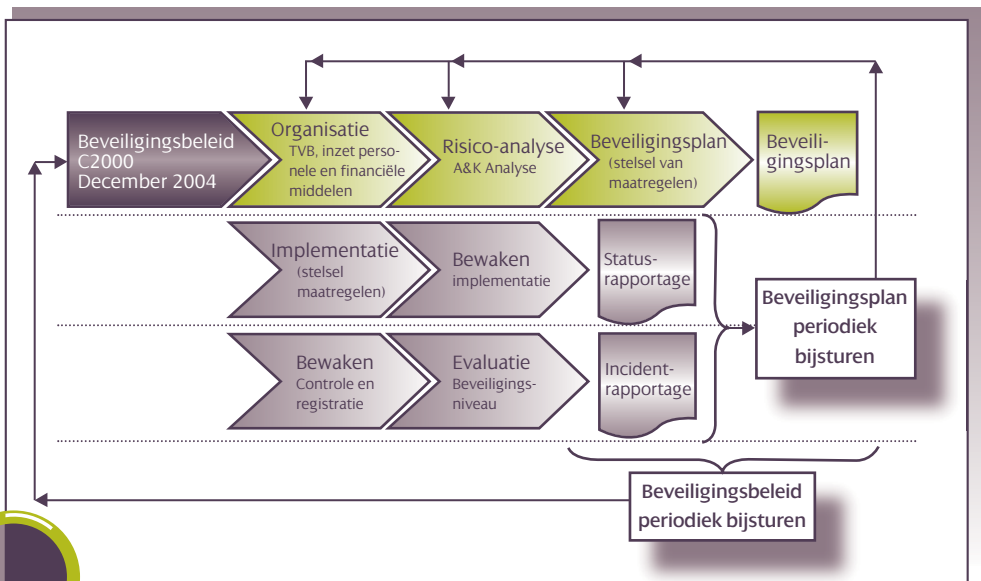 Beveiligingsbeleid
C2000
December 2004
Organisatie
TVB, inzet perso-
nele en financiële
middelen
Risico-analyse
A&K Analyse
Beveiligingsplan
(stelsel van
maatregelen)
Beveili-
gingsplan
Implementatie
(stelsel
maatregelen)
Bewaken
implementatie
Status-
rapportage
Beveiligingsplan
periodiek
bijsturen
Bewaken
Controle en
registratie
Evaluatie
Beveiligings-
niveau
Incident-
rapportage
Beveiligingsbeleid
periodiek bijsturen